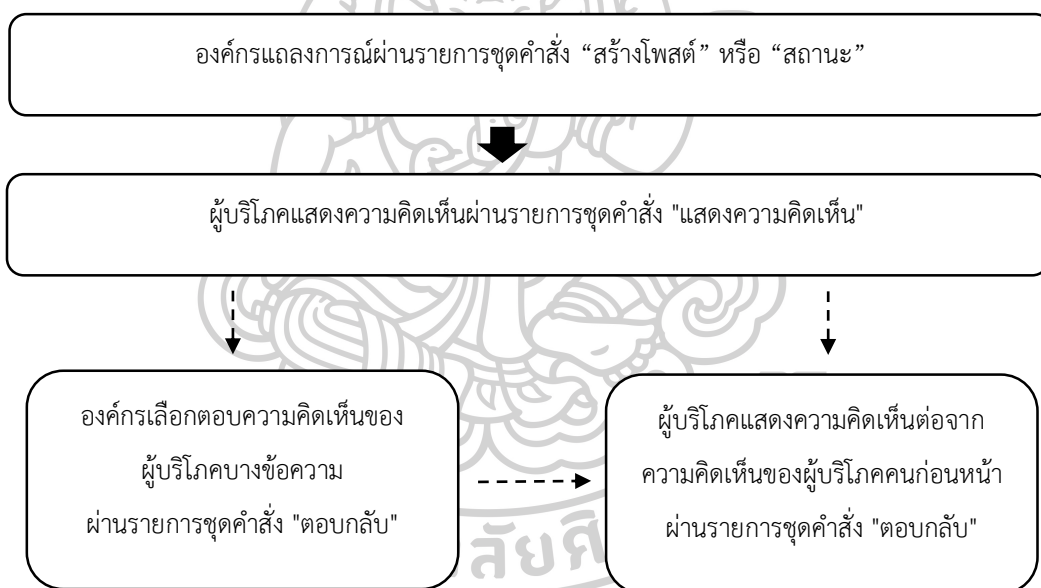 องค์กรแถลงการณ์ผ่านรายการชุดคำสั่ง “สร้างโพสต์” หรือ “สถานะ”
ผู้บริโภคแสดงความคิดเห็นผ่านรายการชุดคำสั่ง "แสดงความคิดเห็น"
องค์กรเลือกตอบความคิดเห็นของ
ผู้บริโภคบางข้อความ
ผ่านรายการชุดคำสั่ง "ตอบกลับ"
ผู้บริโภคแสดงความคิดเห็นต่อจาก
ความคิดเห็นของผู้บริโภคคนก่อนหน้า
ผ่านรายการชุดคำสั่ง "ตอบกลับ"